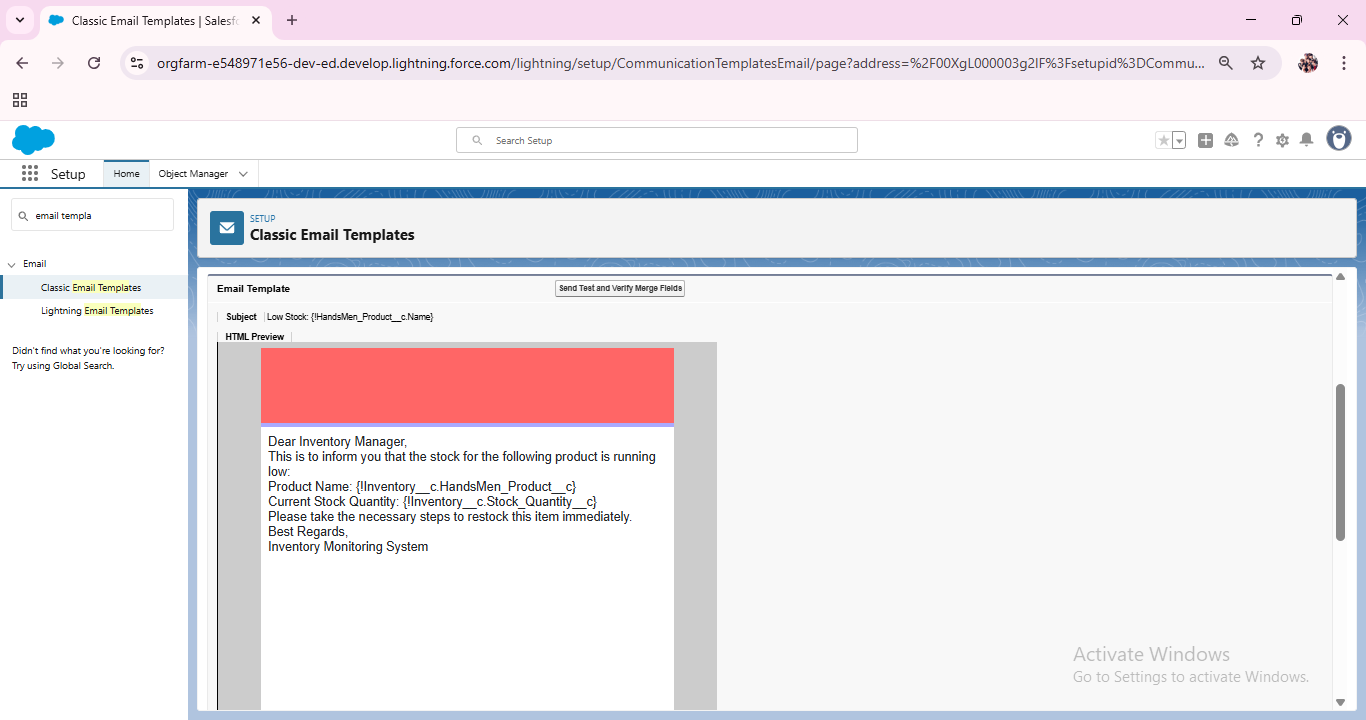 Classic Email Templates | Salesfo
orgfarm-e548971e56-dev-ed.develop.lightning.force.com/lightning/setup/CommunicationTemplatesEmail/page?address=%2F00XgL000003g2lF%3Fsetupid%3DCommu...
Search Setup
Setup
Home
Object Manager
email templa
Email
Classic Email Templates
Lightning Email Templates
Didn't find what you're looking for?
Try using Global Search.
SETUP
Classic Email Templates
Email Template
Send Test and Verify Merge Fields
Subject
Low Stock: {!HandsMen_Product__c.Name}
HTML Preview
Dear Inventory Manager,
This is to inform you that the stock for the following product is running
low:
Product Name: {!Inventory__c.HandsMen_Product__c}
Current Stock Quantity: {!Inventory__c.Stock_Quantity__c}
Please take the necessary steps to restock this item immediately.
Best Regards,
Inventory Monitoring System
Activate Windows
Go to Settings to activate Windows.